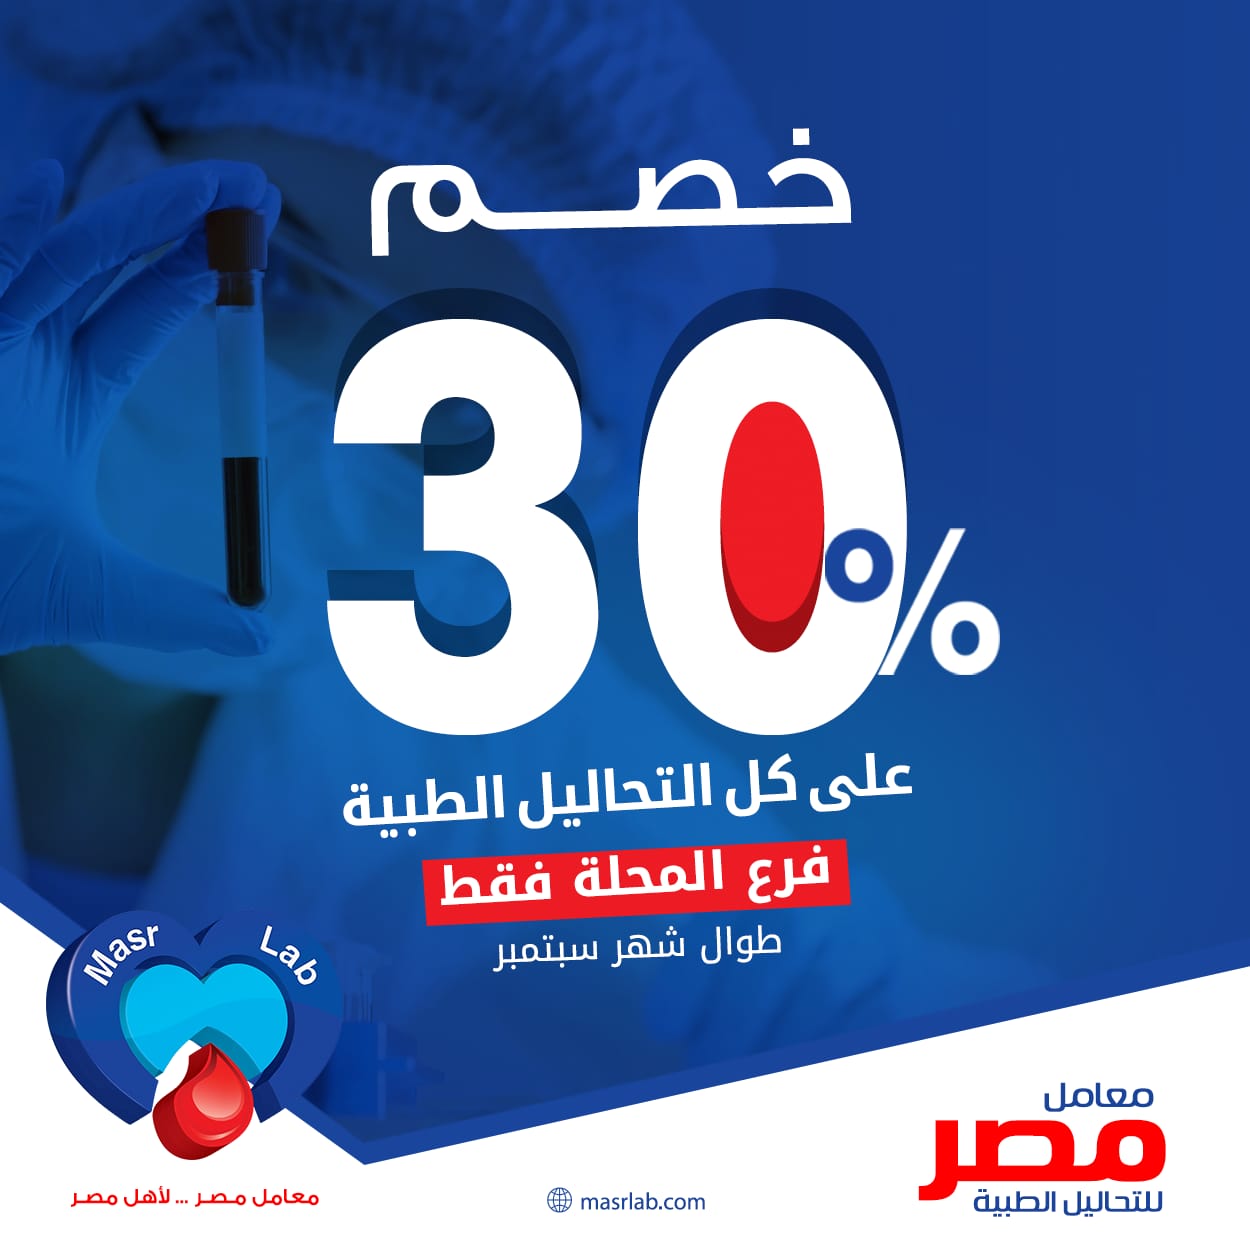 خصم
30%
على كل التحاليل الطبية
فرع المحلة فقط
طوال شهر سبتمبر
Masr Lab
معامل مصر ... لأهل مصر
masrlab.com
معامل
مصر
للتحاليل الطبية